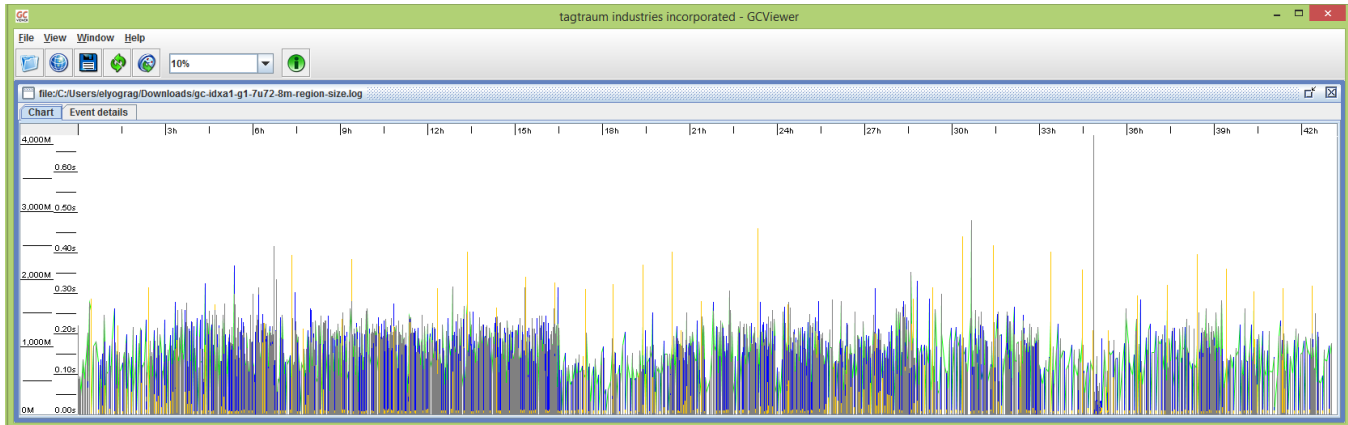 GC
VIEWER
tagtraum industries incorporated - GCViewer
File View Window Help
10%
file:/C:/Users/elyograg/Downloads/gc-idxa1-g1-7u72-8m-region-size.log
Chart Event details
3h 6h 9h 12h 15h 18h 21h 24h 27h 30h 33h 36h 39h 42h
4,000M
0.60s
3,000M 0.50s
0.40s
2,000M
0.30s
0.20s
1,000M
0.10s
0M 0.00s